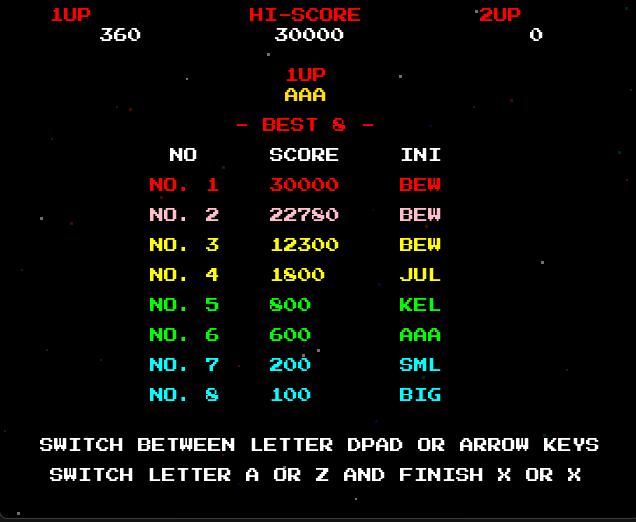 1UP HI-SCORE 2UP
360 30000 0
1UP
AAA
- BEST 8 -
NO SCORE INI
NO. 1 30000 BEW
NO. 2 22780 BEW
NO. 3 12300 BEW
NO. 4 1800 JUL
NO. 5 800 KEL
NO. 6 600 AAA
NO. 7 200 SML
NO. 8 100 BIG
SWITCH BETWEEN LETTER DPAD OR ARROW KEYS
SWITCH LETTER A OR Z AND FINISH X OR X